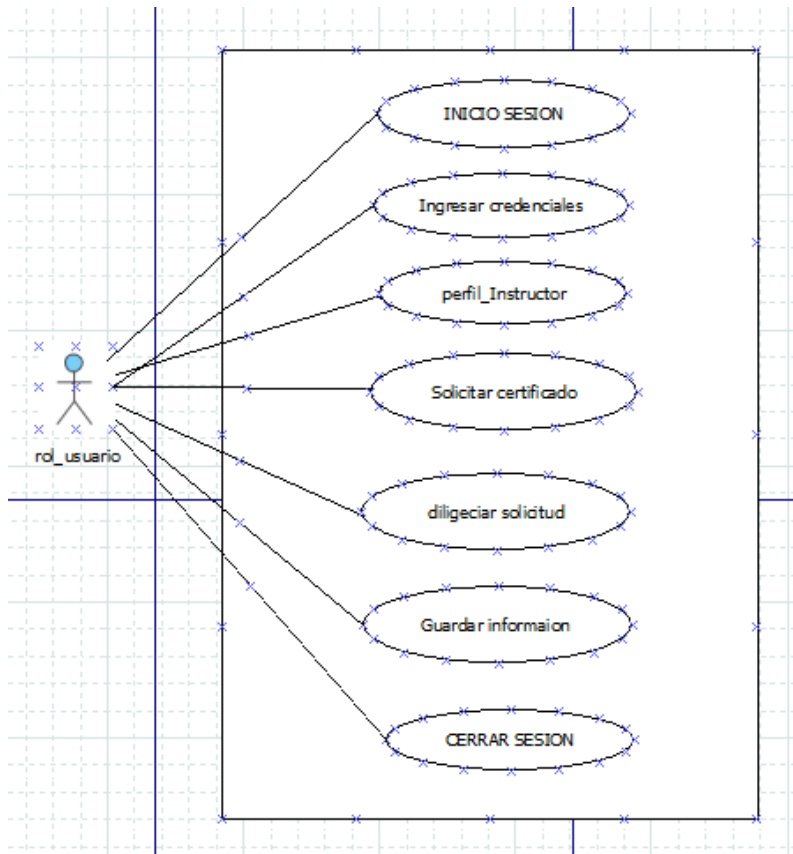 INICIO SESION
Ingresar credenciales
perfil_Instructor
Solicitar certificado
rol_usuario
diligeciar solicitud
Guardar informaion
CERRAR SESION